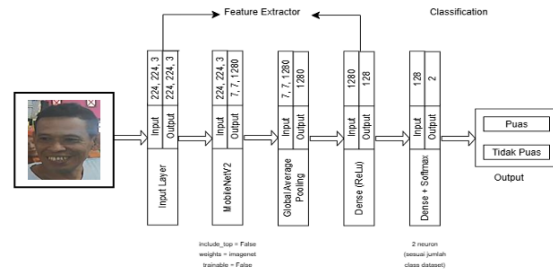 Feature Extractor
Classification
224, 224, 3
224, 224, 3
Input
Output
Input Layer
224, 224, 3
7, 7, 1280
Input
Output
MobileNetV2
7, 7, 1280
1280
Input
Output
Global Average
Pooling
1280
128
Input
Output
Dense (ReLu)
128
2
Input
Output
Dense + Softmax
Puas
Tidak Puas
Output
include_top = False
weights = imagenet
trainable = False
2 neuron
(sesuai jumlah
class dataset)